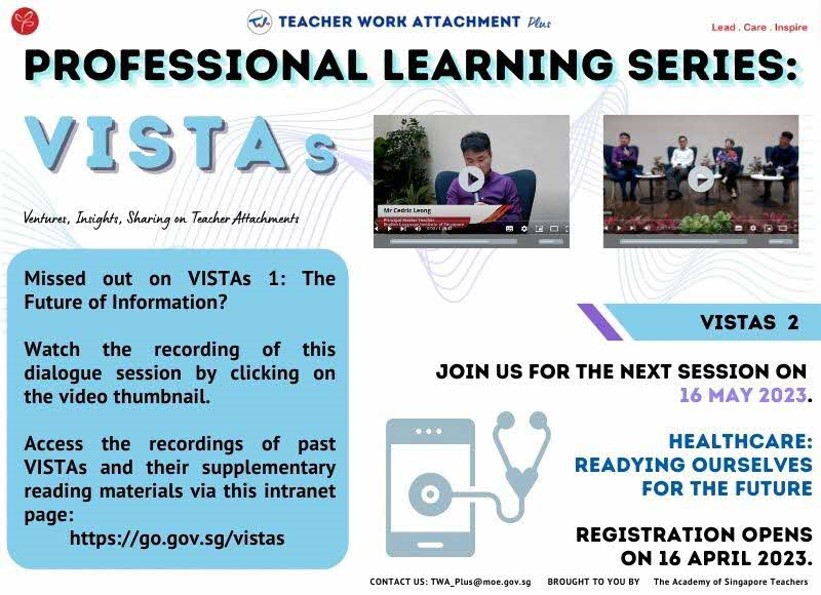 TEACHER WORK ATTACHMENT Plus
Lead . Care . Inspire
PROFESSIONAL LEARNING SERIES:
VISTAs
Ventures, Insights, Sharing on Teacher Attachments
Mr Cedric Leong
Missed out on VISTAs 1: The
Future of Information?
Watch the recording of this
dialogue session by clicking on
the video thumbnail.
Access the recordings of past
VISTAs and their supplementary
reading materials via this intranet
page:
https://go.gov.sg/vistas
VISTAS 2
JOIN US FOR THE NEXT SESSION ON
16 MAY 2023.
HEALTHCARE:
READYING OURSELVES
FOR THE FUTURE
REGISTRATION OPENS
ON 16 APRIL 2023.
CONTACT US: TWA_Plus@moe.gov.sg BROUGHT TO YOU BY The Academy of Singapore Teachers